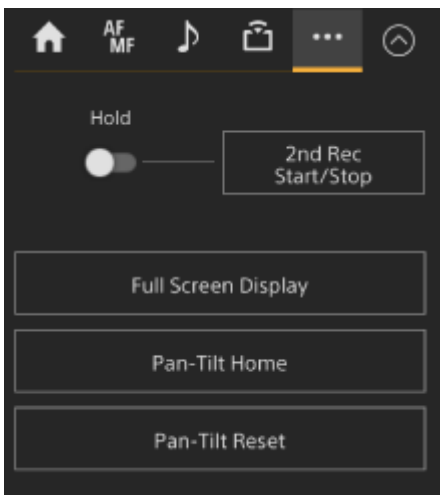 AF
MF
Hold
2nd Rec
Start/Stop
Full Screen Display
Pan-Tilt Home
Pan-Tilt Reset